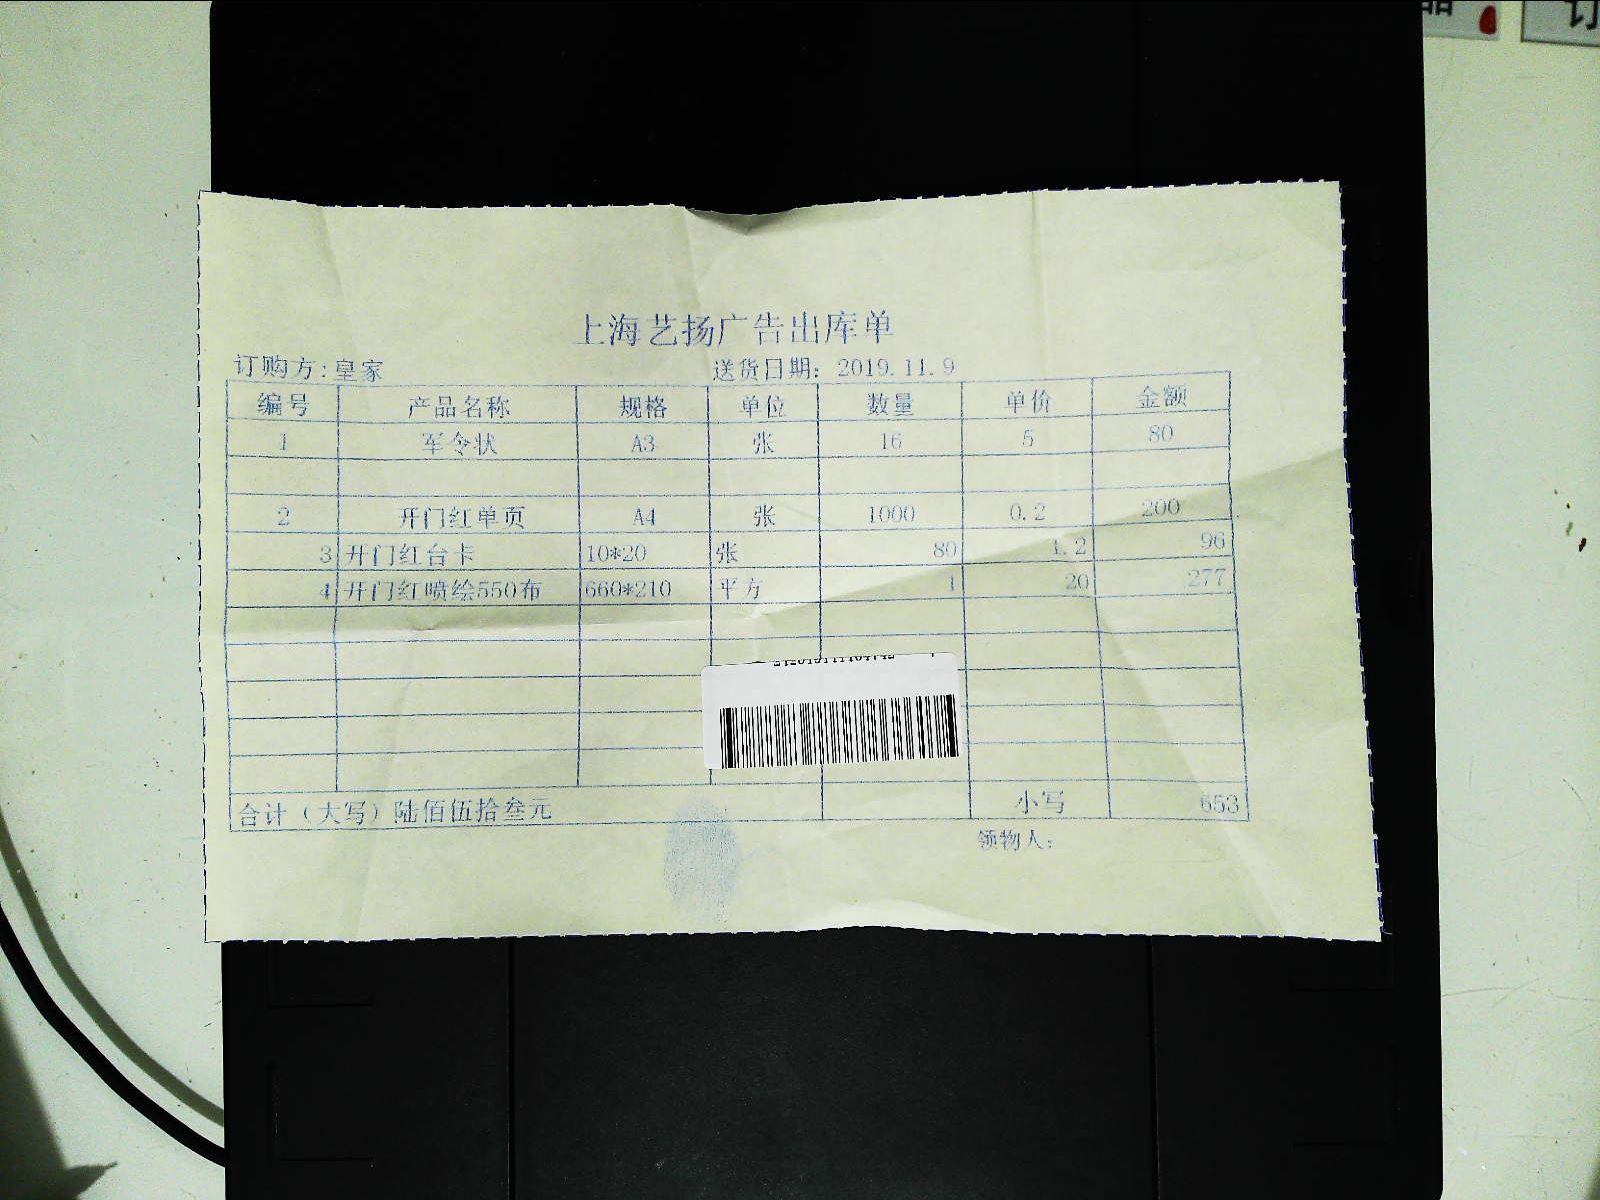 上海艺扬广告出库单
订购方:皇家 送货日期: 2019.11.9
编号 产品名称 规格 单位 数量 单价 金额
1 军令状 A3 张 16 5 80
2 开门红单页 A4 张 1000 0.2 200
3 开门红台卡 10*20 张 80 1.2 96
4 开门红喷绘550布 660*210 平方 1 20 277
合计（大写）陆佰伍拾叁元 小写 653
领物人: